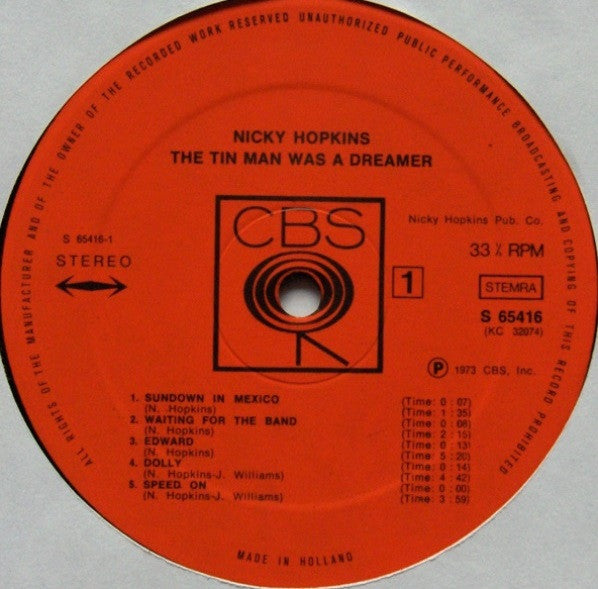 ALL RIGHTS OF THE MANUFACTURER AND OF THE OWNER OF THE RECORDED WORK RESERVED UNAUTHORIZED PUBLIC PERFORMANCE BROADCASTING AND COPYING OF THIS RECORD PROHIBITED
NICKY HOPKINS
THE TIN MAN WAS A DREAMER
CBS
Nicky Hopkins Pub. Co.
S 65416-1
STEREO
33⅓ RPM
1
STEMRA
S 65416
(KC 32074)
Ⓟ 1973 CBS, Inc.
1. SUNDOWN IN MEXICO (Time: 0:07)
(N. Hopkins) (Time: 1:35)
2. WAITING FOR THE BAND (Time: 0:08)
(N. Hopkins) (Time: 2:15)
3. EDWARD (Time: 0:13)
(N. Hopkins) (Time: 5:20)
4. DOLLY (Time: 0:14)
(N. Hopkins-J. Williams) (Time: 4:42)
5. SPEED ON (Time: 0:00)
(N. Hopkins-J. Williams) (Time: 3:59)
MADE IN HOLLAND